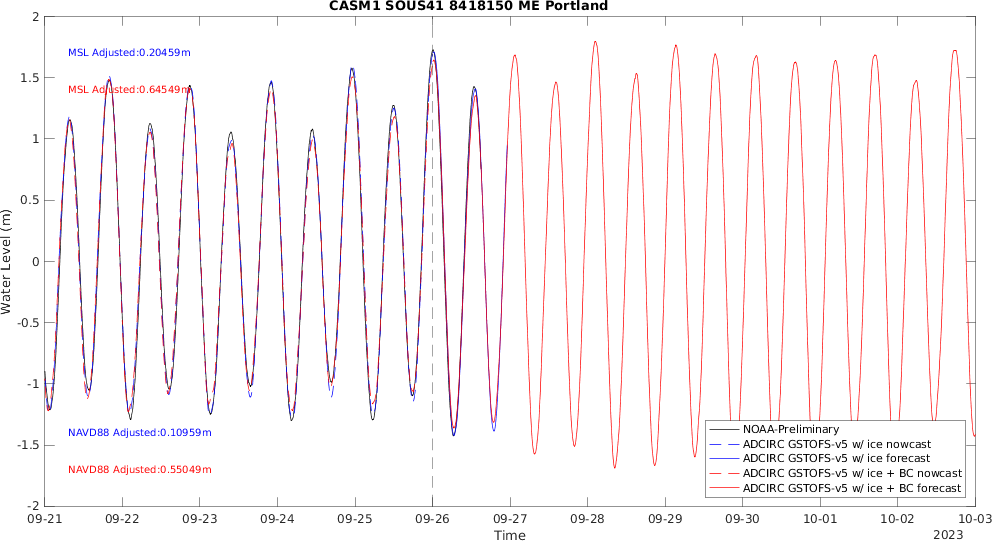 CASM1 SOUS41 8418150 ME Portland
2
1.5
1
0.5
0
-0.5
-1
-1.5
-2
Water Level (m)
MSL Adjusted:0.20459m
MSL Adjusted:0.64549m
NAVD88 Adjusted:0.10959m
NAVD88 Adjusted:0.55049m
NOAA-Preliminary
ADCIRC GSTOFS-v5 w/ ice nowcast
ADCIRC GSTOFS-v5 w/ ice forecast
ADCIRC GSTOFS-v5 w/ ice + BC nowcast
ADCIRC GSTOFS-v5 w/ ice + BC forecast
09-21 09-22 09-23 09-24 09-25 09-26 09-27 09-28 09-29 09-30 10-01 10-02 10-03
Time
2023